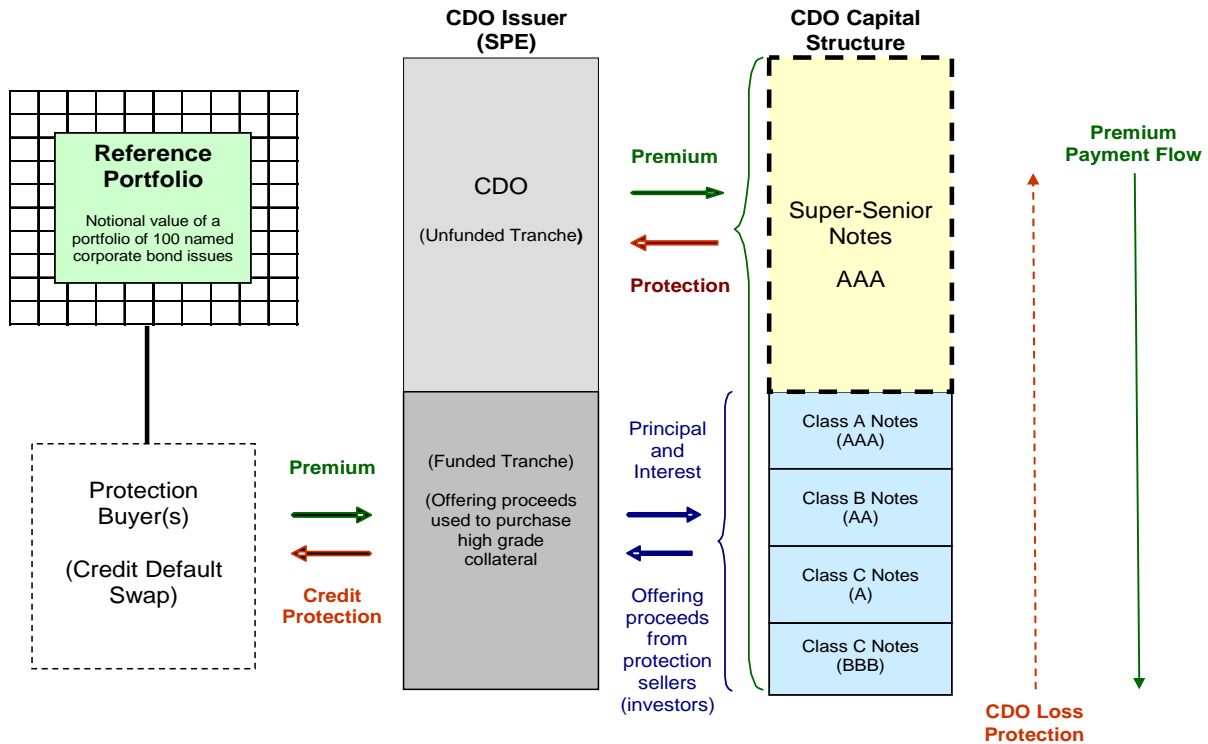 CDO Issuer
(SPE)
CDO Capital
Structure
Reference
Portfolio
Notional value of a
portfolio of 100 named
corporate bond issues
CDO
(Unfunded Tranche)
Premium
Protection
Super-Senior
Notes
AAA
Premium
Payment Flow
Protection
Buyer(s)
(Credit Default
Swap)
Premium
Credit
Protection
(Funded Tranche)
(Offering proceeds
used to purchase
high grade
collateral
Principal
and
Interest
Offering
proceeds
from
protection
sellers
(investors)
Class A Notes
(AAA)
Class B Notes
(AA)
Class C Notes
(A)
Class C Notes
(BBB)
CDO Loss
Protection